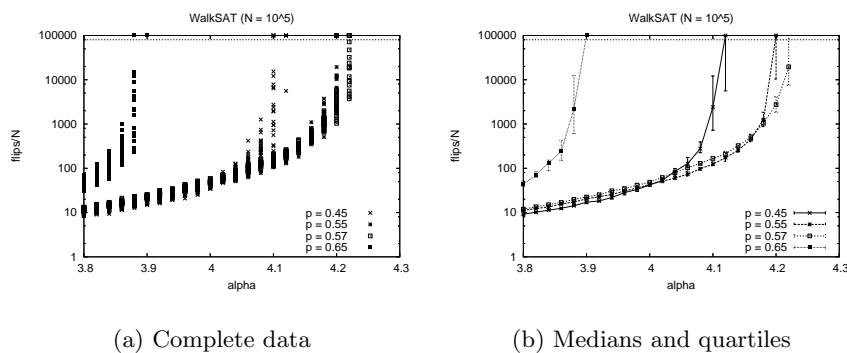 WalkSAT (N = 10^5)
100000
10000
1000
100
10
1
flips/N
3.8 3.9 4 4.1 4.2 4.3
alpha
p = 0.45
p = 0.55
p = 0.57
p = 0.65
(a) Complete data
WalkSAT (N = 10^5)
100000
10000
1000
100
10
1
flips/N
3.8 3.9 4 4.1 4.2 4.3
alpha
p = 0.45
p = 0.55
p = 0.57
p = 0.65
(b) Medians and quartiles